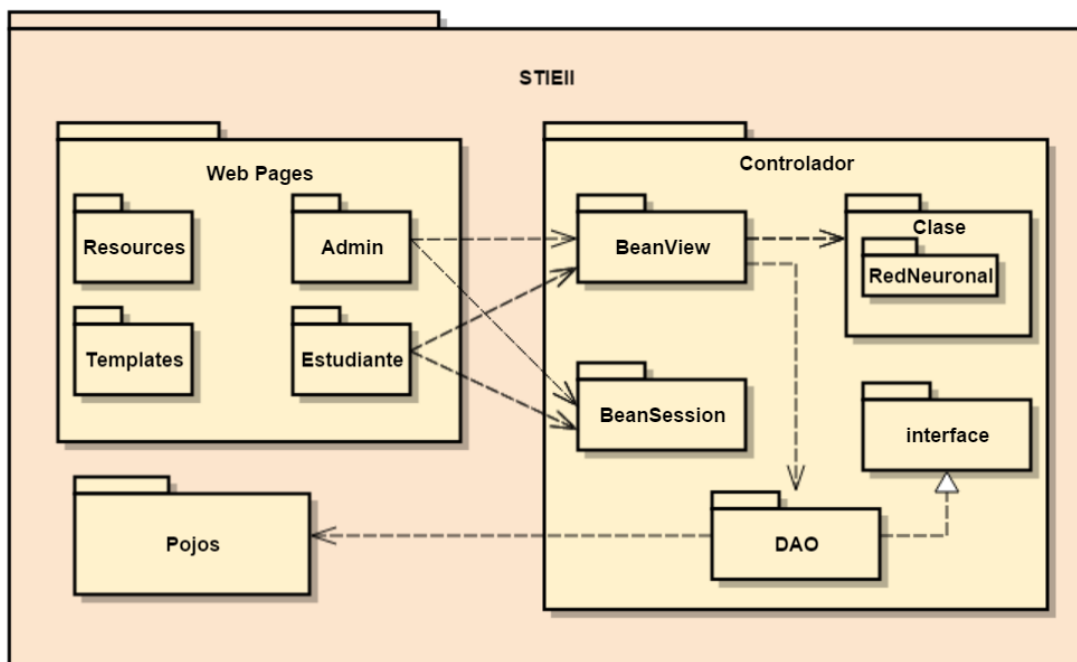 STIEII
Web Pages
Resources
Admin
Templates
Estudiante
Pojos
Controlador
BeanView
Clase
RedNeuronal
BeanSession
interface
DAO